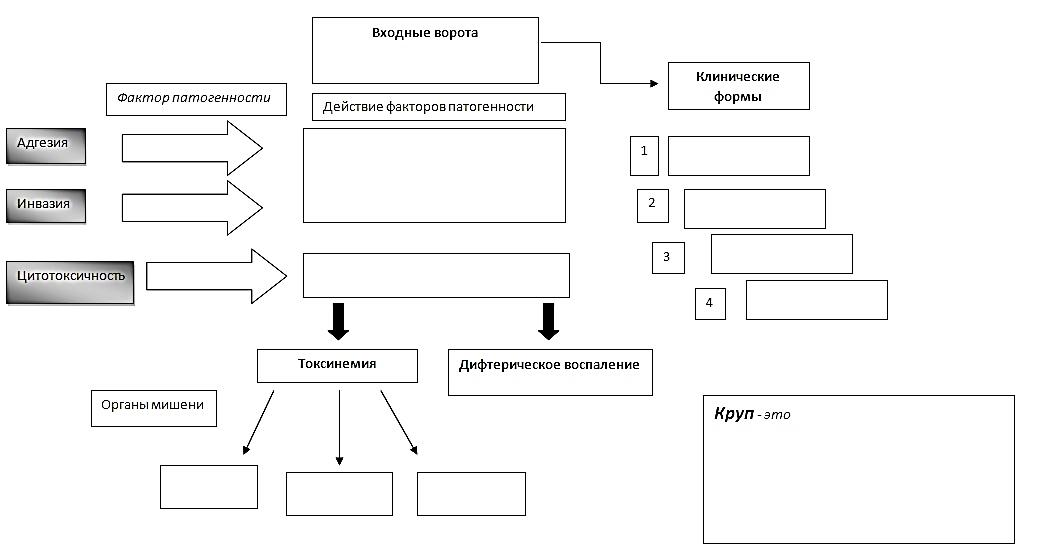 Входные ворота
Клинические
формы
Фактор патогенности
Действие факторов патогенности
Адгезия
1
Инвазия
2
3
Цитотоксичность
4
Токсинемия
Дифтерическое воспаление
Органы мишени
Круп - это